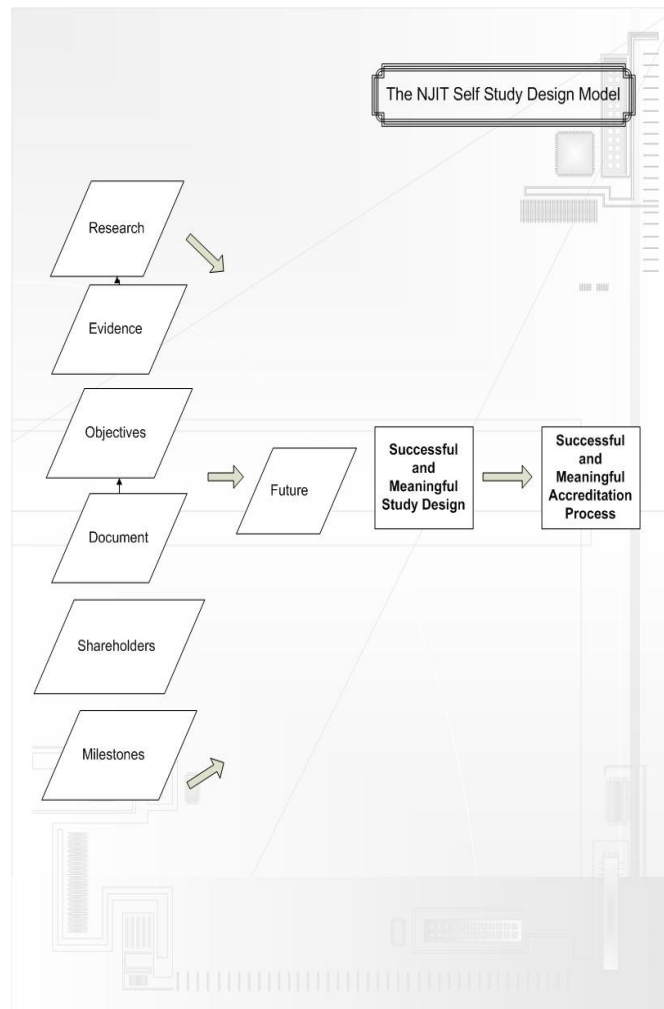 The NJIT Self Study Design Model
Research
Evidence
Objectives
Document
Shareholders
Milestones
Future
Successful
and
Meaningful
Study Design
Successful
and
Meaningful
Accreditation
Process